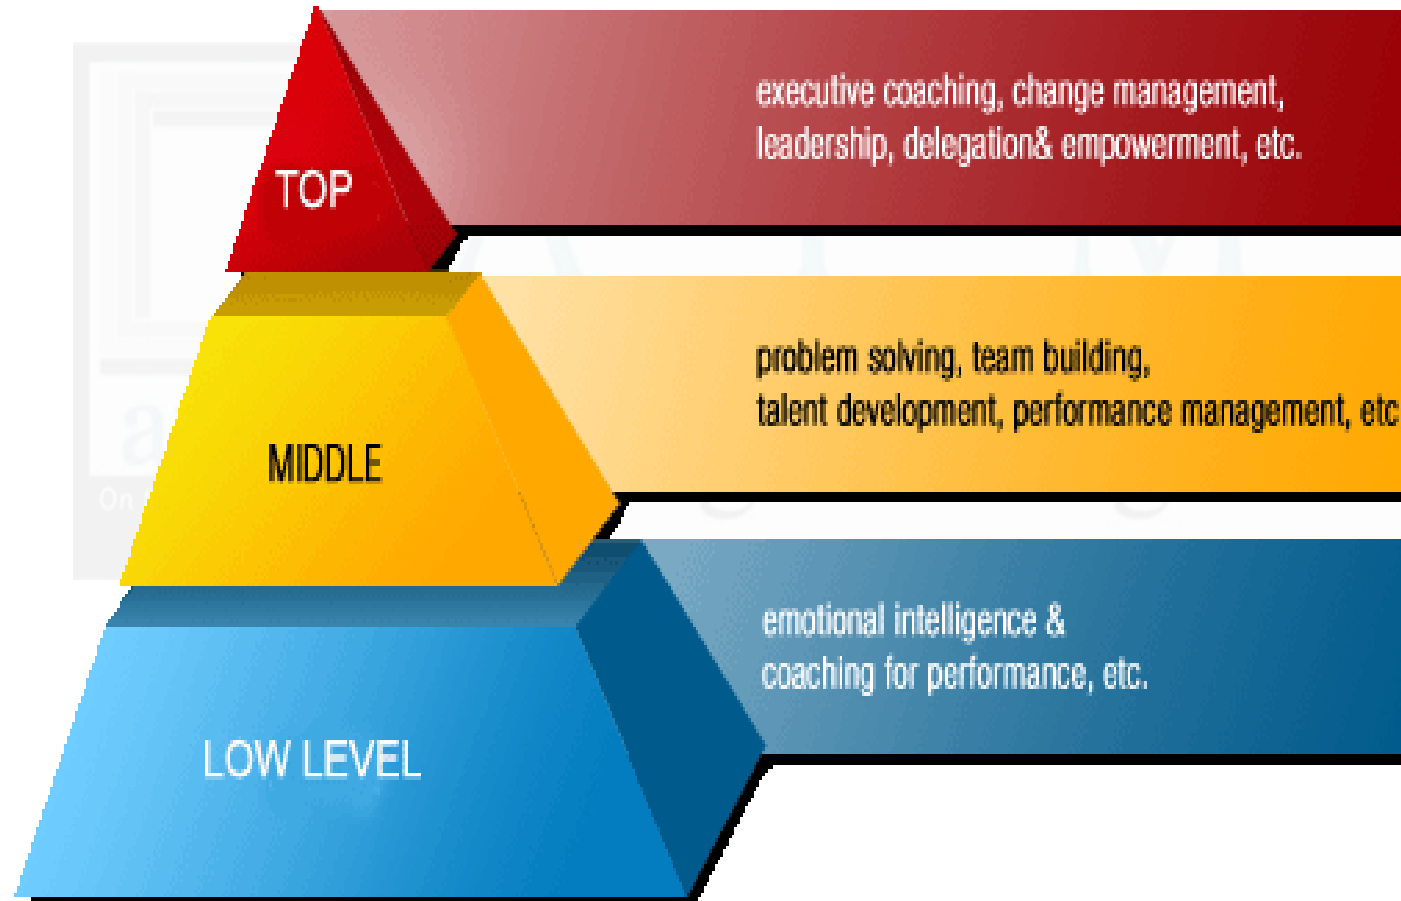 executive coaching, change management,
leadership, delegation& empowerment, etc.
TOP
problem solving, team building,
talent development, performance management, etc
MIDDLE
On
emotional intelligence &
coaching for performance, etc.
LOW LEVEL